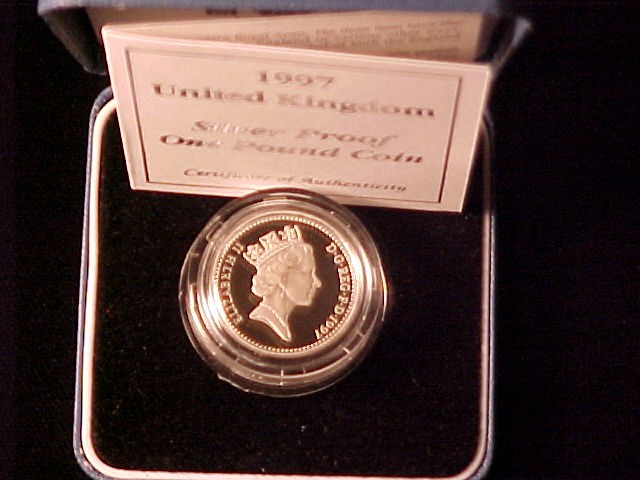 1997
United Kingdom
Silver Proof
One Pound Coin
Certificate of Authenticity
ELIZABETH II D·G·REG·F·D·1997